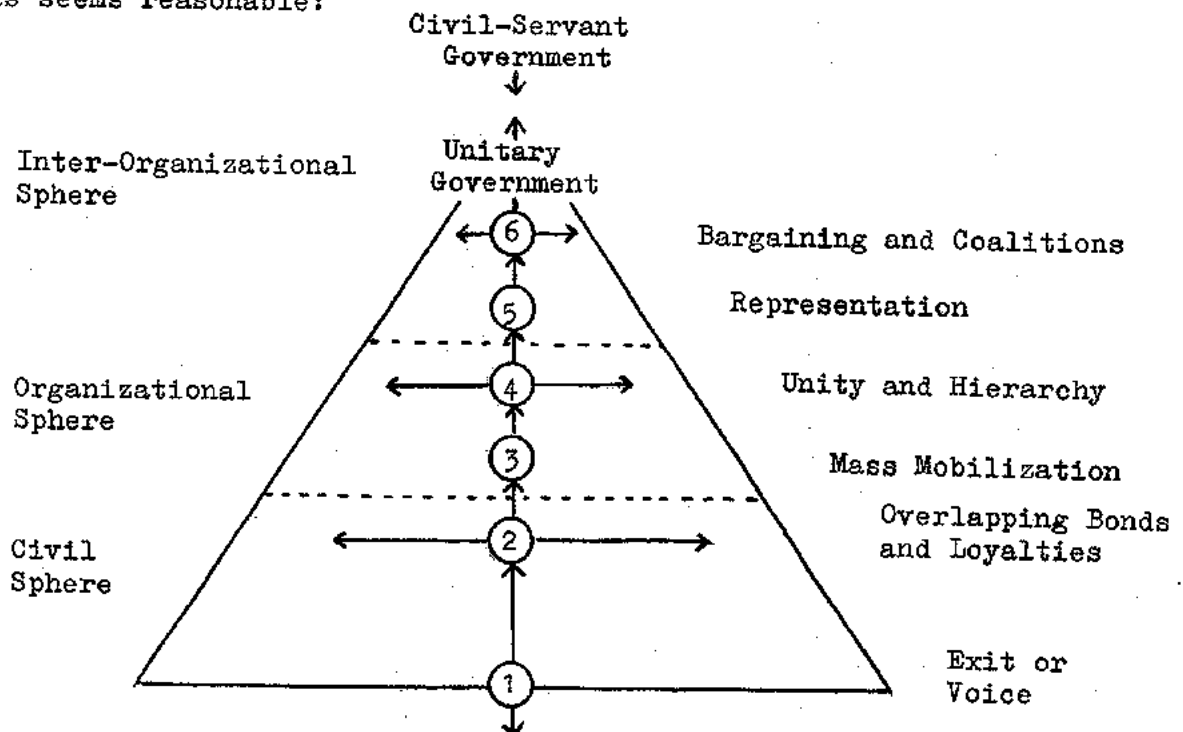 ts seems reasonable:
Civil-Servant
Government
Inter-Organizational
Sphere
Unitary
Government
6
Bargaining and Coalitions
5
Representation
Organizational
Sphere
4
Unity and Hierarchy
3
Mass Mobilization
Civil
Sphere
2
Overlapping Bonds
and Loyalties
1
Exit or
Voice